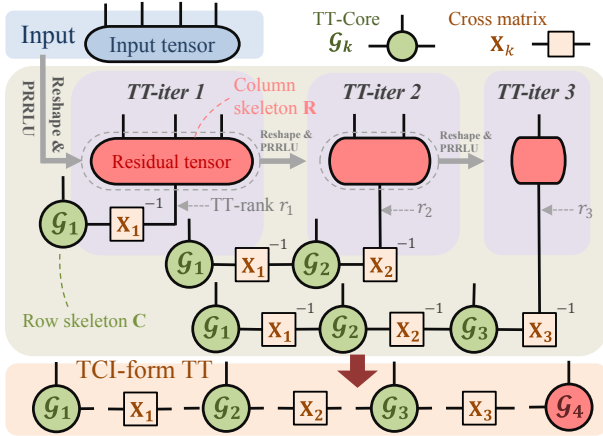 Input
Input tensor
TT-Core
𝒢ₖ
Cross matrix
Xₖ
Reshape &
PRRLU
TT-iter 1
Column
skeleton R
TT-iter 2
TT-iter 3
Reshape &
PRRLU
Reshape &
PRRLU
Residual tensor
𝒢₁ X₁ −1
TT-rank r₁
r₂
r₃
𝒢₁ X₁ −1 𝒢₂ X₂ −1
𝒢₁ X₁ −1 𝒢₂ X₂ −1 𝒢₃ X₃ −1
Row skeleton C
TCI-form TT
𝒢₁ X₁ 𝒢₂ X₂ 𝒢₃ X₃ 𝒢₄